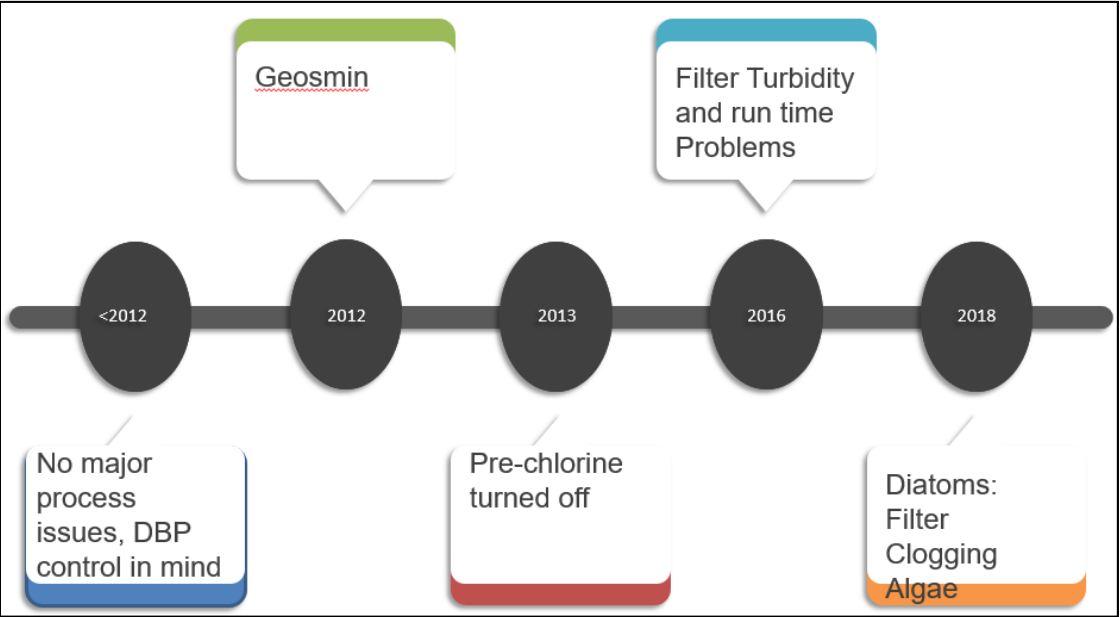 Geosmin
Filter Turbidity
and run time
Problems
<2012
2012
2013
2016
2018
No major
process
issues, DBP
control in mind
Pre-chlorine
turned off
Diatoms:
Filter
Clogging
Algae